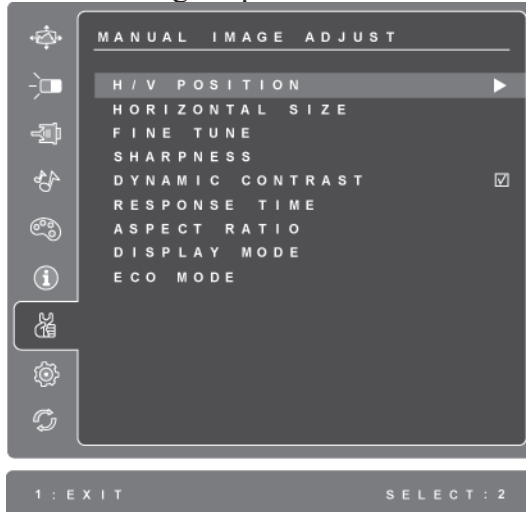 MANUAL IMAGE ADJUST
H/V POSITION
HORIZONTAL SIZE
FINE TUNE
SHARPNESS
DYNAMIC CONTRAST
RESPONSE TIME
ASPECT RATIO
DISPLAY MODE
ECO MODE
1:EXIT SELECT:2